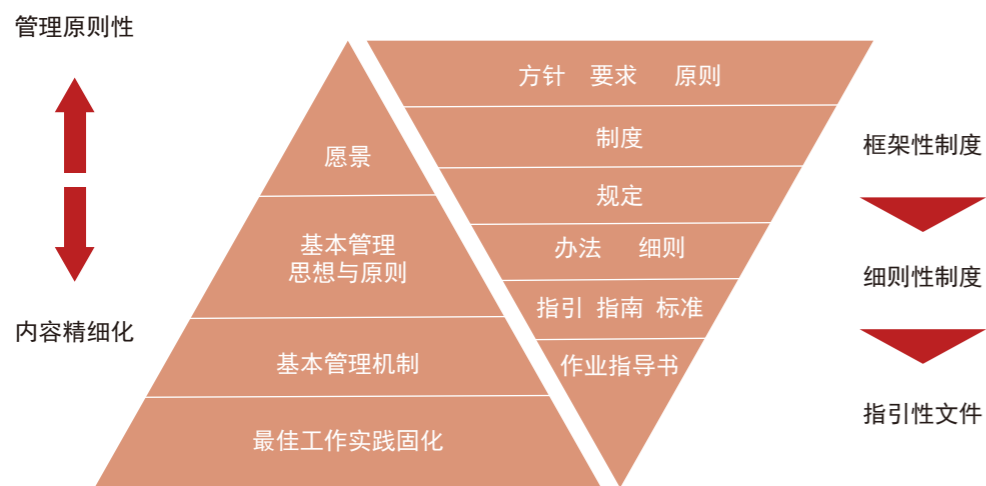 管理原则性
内容精细化
愿景
基本管理
思想与原则
基本管理机制
最佳工作实践固化
方针 要求 原则
制度
规定
办法 细则
指引 指南 标准
作业指导书
框架性制度
细则性制度
指引性文件